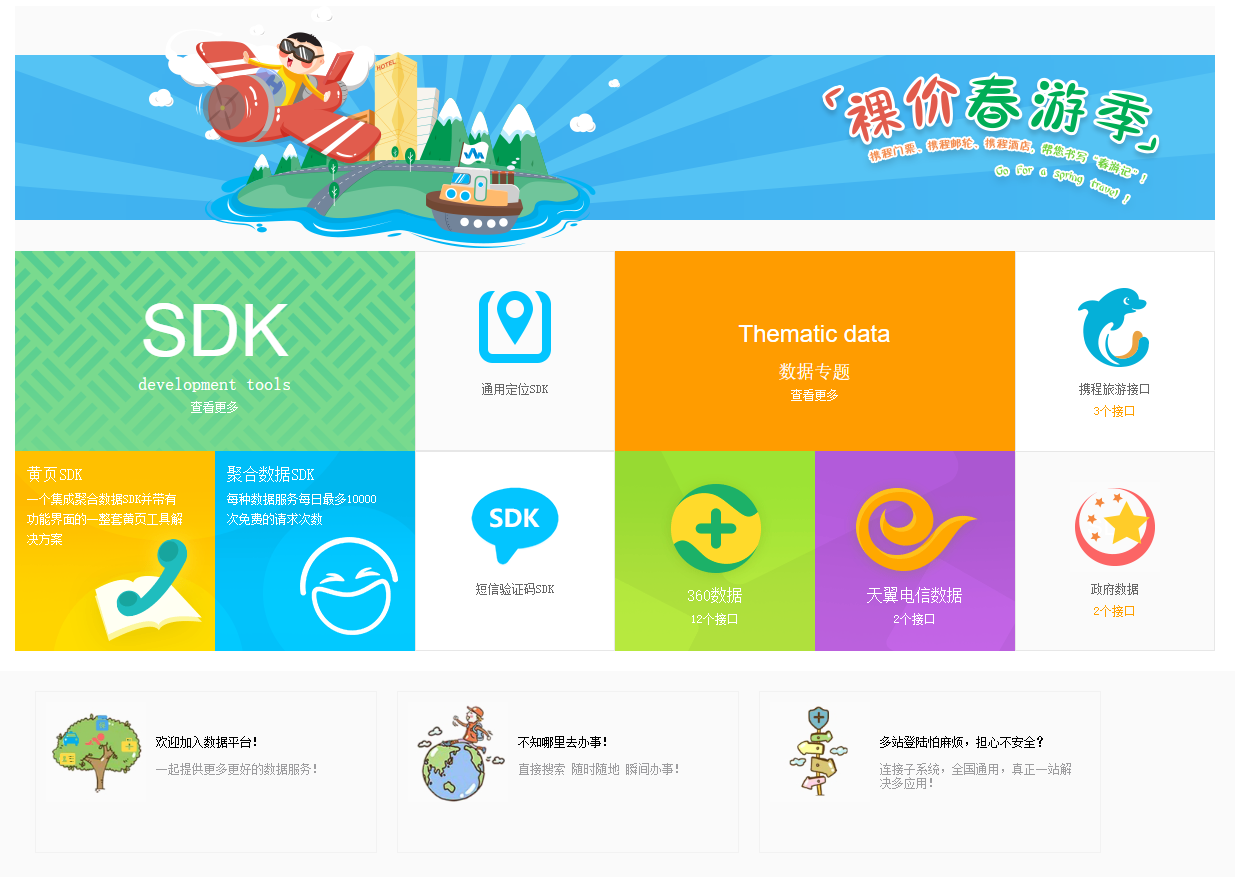 HOTEL
「裸价春游季」
携程门票、携程邮轮、携程酒店，帮您书写“春游记”！
Go for a spring travel !
SDK
development tools
查看更多
通用定位SDK
Thematic data
数据专题
查看更多
携程旅游接口
3个接口
黄页SDK
一个集成聚合数据SDK并带有
功能界面的一整套黄页工具解
决方案
聚合数据SDK
每种数据服务每日最多10000
次免费的请求次数
SDK
短信验证码SDK
360数据
12个接口
天翼电信数据
2个接口
政府数据
2个接口
欢迎加入数据平台!
一起提供更多更好的数据服务!
不知哪里去办事!
直接搜索 随时随地 瞬间办事!
多站登陆怕麻烦，担心不安全?
连接子系统，全国通用，真正一站解
决多应用!